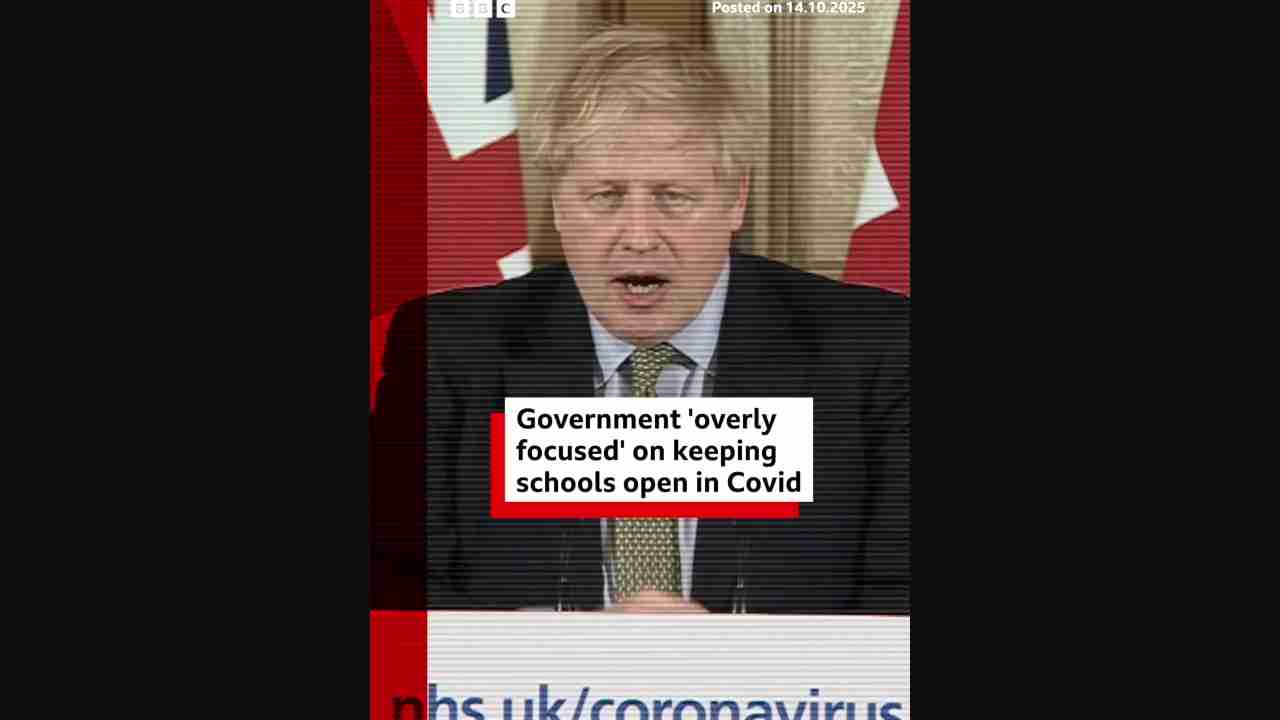 BBC
Posted on 14.10.2025
Government 'overly
focused' on keeping
schools open in Covid
nhs.uk/coronavirus